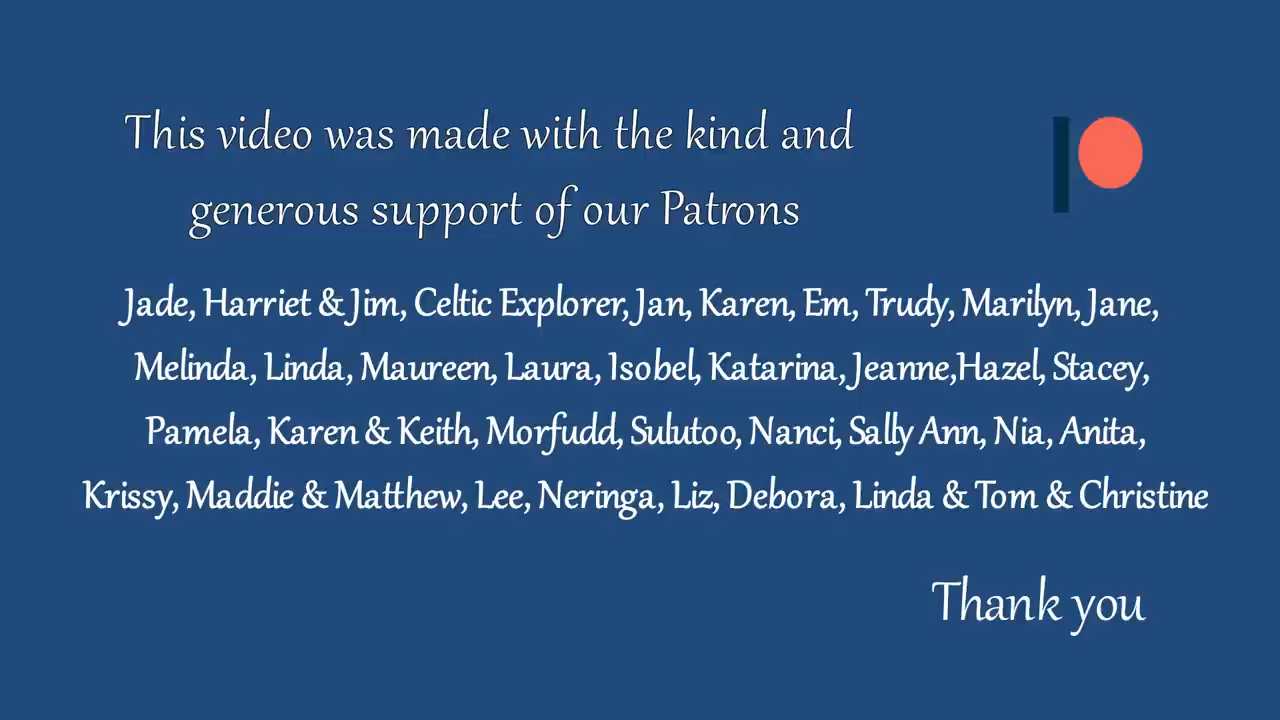 This video was made with the kind and
generous support of our Patrons
Jade, Harriet & Jim, Celtic Explorer, Jan, Karen, Em, Trudy, Marilyn, Jane,
Melinda, Linda, Maureen, Laura, Isobel, Katarina, Jeanne,Hazel, Stacey,
Pamela, Karen & Keith, Morfudd, Sulutoo, Nanci, Sally Ann, Nia, Anita,
Krissy, Maddie & Matthew, Lee, Neringa, Liz, Debora, Linda & Tom & Christine
Thank you